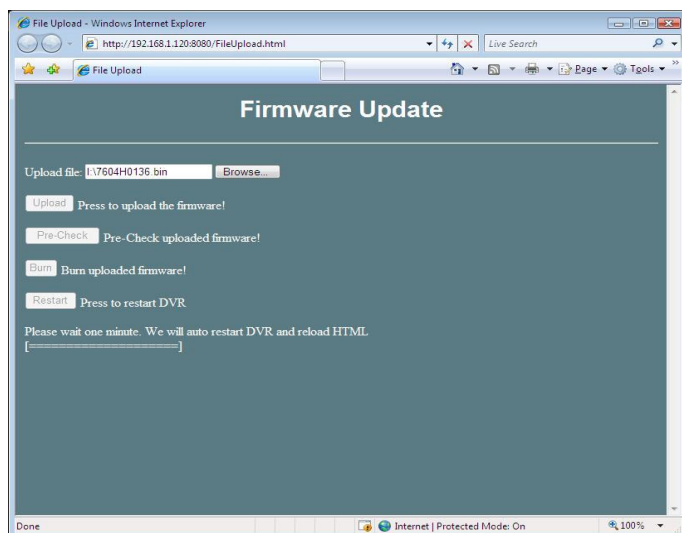 File Upload - Windows Internet Explorer
http://192.168.1.120:8080/FileUpload.html
Live Search
File Upload
Page
Tools
Firmware Update
Upload file: I:\7604H0136.bin Browse...
Upload Press to upload the firmware!
Pre-Check Pre-Check uploaded firmware!
Burn Burn uploaded firmware!
Restart Press to restart DVR
Please wait one minute. We will auto restart DVR and reload HTML
[=====================]
Done
Internet | Protected Mode: On
100%